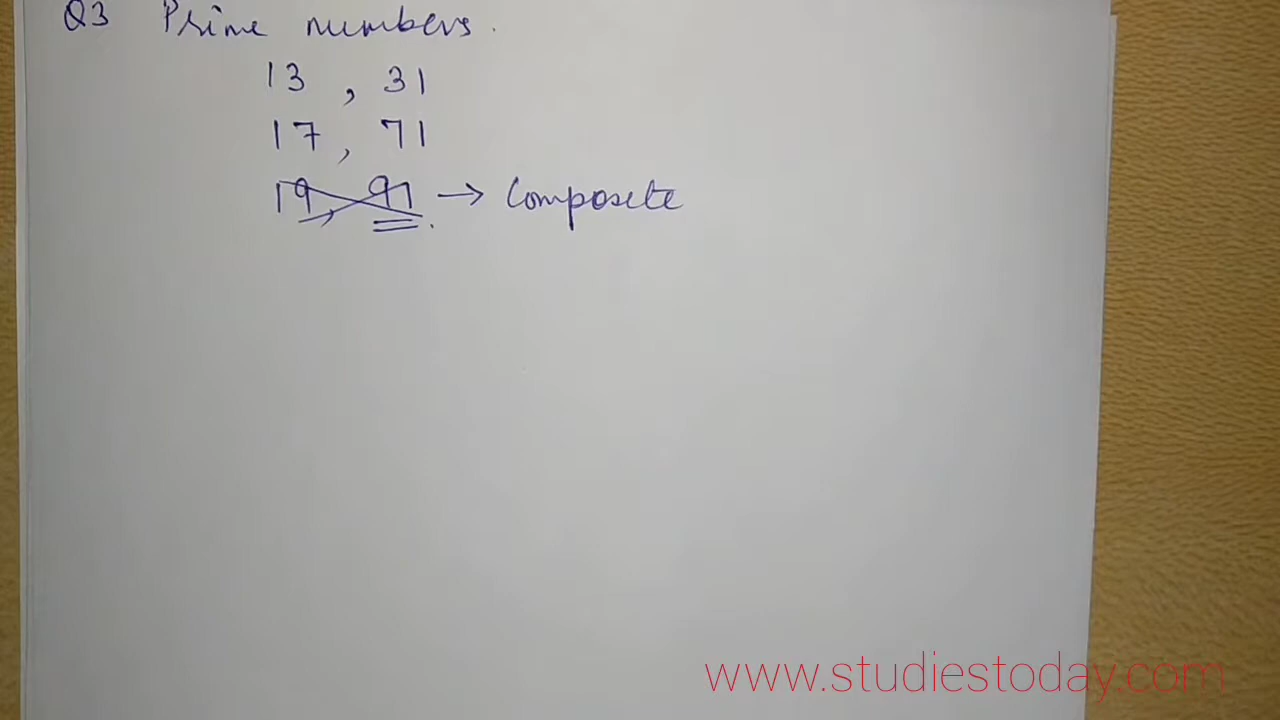 Q3 Prime numbers.
13 , 31
17 , 71
19 91 → Composite
www.studiestoday.com